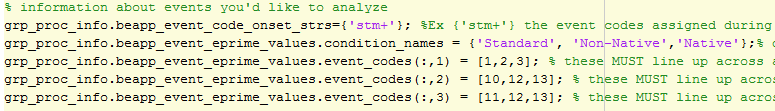 % information about events you'd like to analyze
grp_proc_info.beapp_event_code_onset_strs={'stm+'}; %Ex {'stm+'} the event codes assigned during
grp_proc_info.beapp_event_eprime_values.condition_names = {'Standard', 'Non-Native','Native'};%
grp_proc_info.beapp_event_eprime_values.event_codes(:,1) = [1,2,3]; % these MUST line up across
grp_proc_info.beapp_event_eprime_values.event_codes(:,2) = [10,12,13]; % these MUST line up
grp_proc_info.beapp_event_eprime_values.event_codes(:,3) = [11,12,13]; % these MUST line up